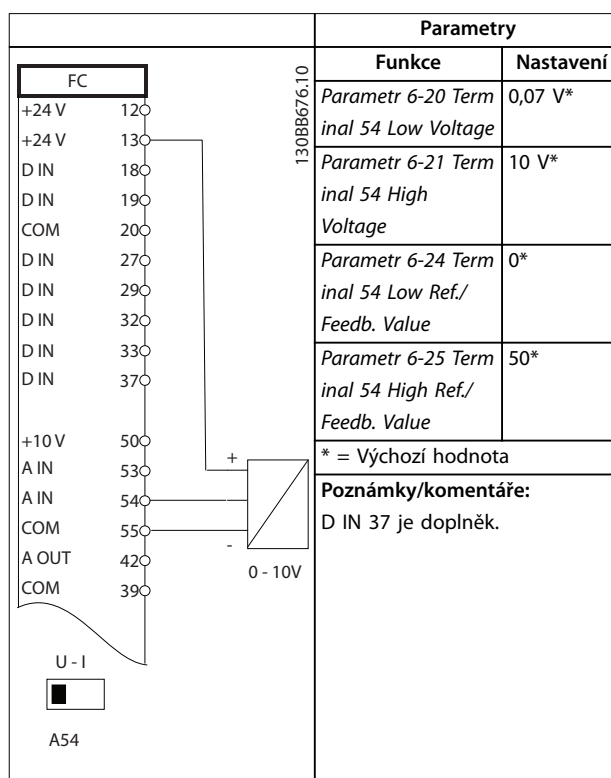 FC
+24 V 12
+24 V 13
D IN 18
D IN 19
COM 20
D IN 27
D IN 29
D IN 32
D IN 33
D IN 37
+10 V 50
A IN 53
A IN 54
COM 55
A OUT 42
COM 39
U - I
A54
+
-
0 - 10V
130BB676.10
Parametry
Funkce Nastavení
Parametr 6-20 Term 0,07 V*
inal 54 Low Voltage
Parametr 6-21 Term 10 V*
inal 54 High
Voltage
Parametr 6-24 Term 0*
inal 54 Low Ref./
Feedb. Value
Parametr 6-25 Term 50*
inal 54 High Ref./
Feedb. Value
* = Výchozí hodnota
Poznámky/komentáře:
D IN 37 je doplněk.